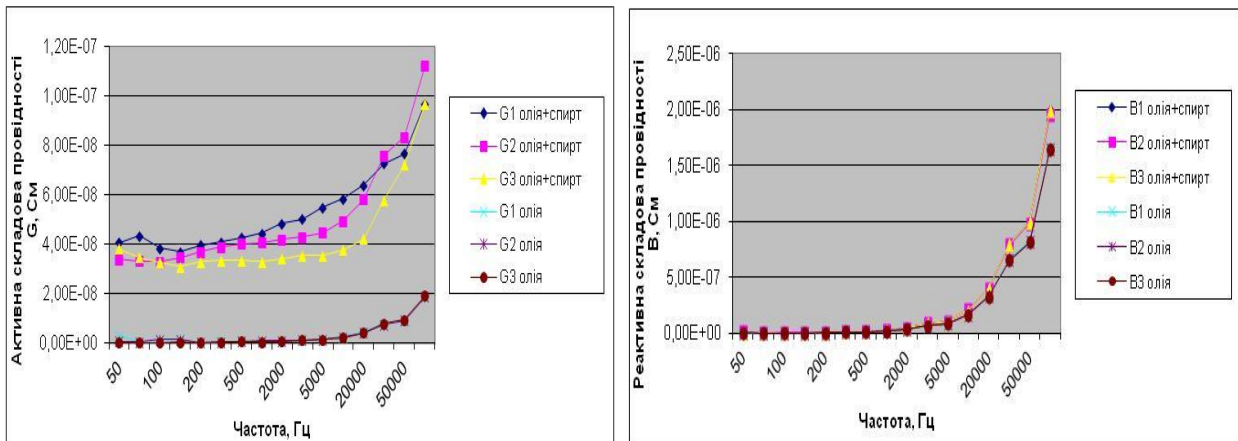 Активна складова провідності
G, См
1,20E-07
1,00E-07
8,00E-08
6,00E-08
4,00E-08
2,00E-08
0,00E+00
50
100
200
500
2000
5000
20000
50000
Частота, Гц
G1 олія+спирт
G2 олія+спирт
G3 олія+спирт
G1 олія
G2 олія
G3 олія
Реактивна складова провідності
B, См
2,50E-06
2,00E-06
1,50E-06
1,00E-06
5,00E-07
0,00E+00
50
100
200
500
2000
5000
20000
50000
Частота, Гц
B1 олія+спирт
B2 олія+спирт
B3 олія+спирт
B1 олія
B2 олія
B3 олія